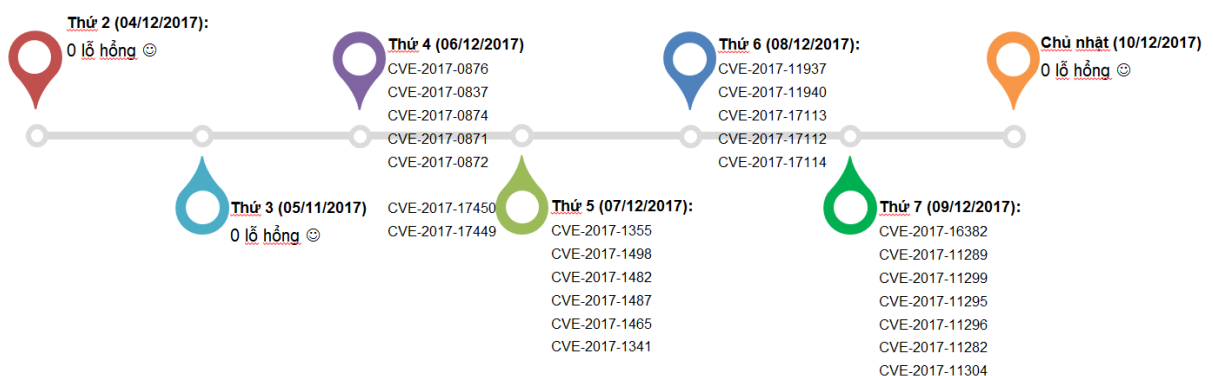 Thứ 2 (04/12/2017):
0 lỗ hổng ☺
Thứ 3 (05/11/2017)
0 lỗ hổng ☺
Thứ 4 (06/12/2017)
CVE-2017-0876
CVE-2017-0837
CVE-2017-0874
CVE-2017-0871
CVE-2017-0872
CVE-2017-17450
CVE-2017-17449
Thứ 5 (07/12/2017):
CVE-2017-1355
CVE-2017-1498
CVE-2017-1482
CVE-2017-1487
CVE-2017-1465
CVE-2017-1341
Thứ 6 (08/12/2017):
CVE-2017-11937
CVE-2017-11940
CVE-2017-17113
CVE-2017-17112
CVE-2017-17114
Thứ 7 (09/12/2017):
CVE-2017-16382
CVE-2017-11289
CVE-2017-11299
CVE-2017-11295
CVE-2017-11296
CVE-2017-11282
CVE-2017-11304
Chủ nhật (10/12/2017)
0 lỗ hổng ☺